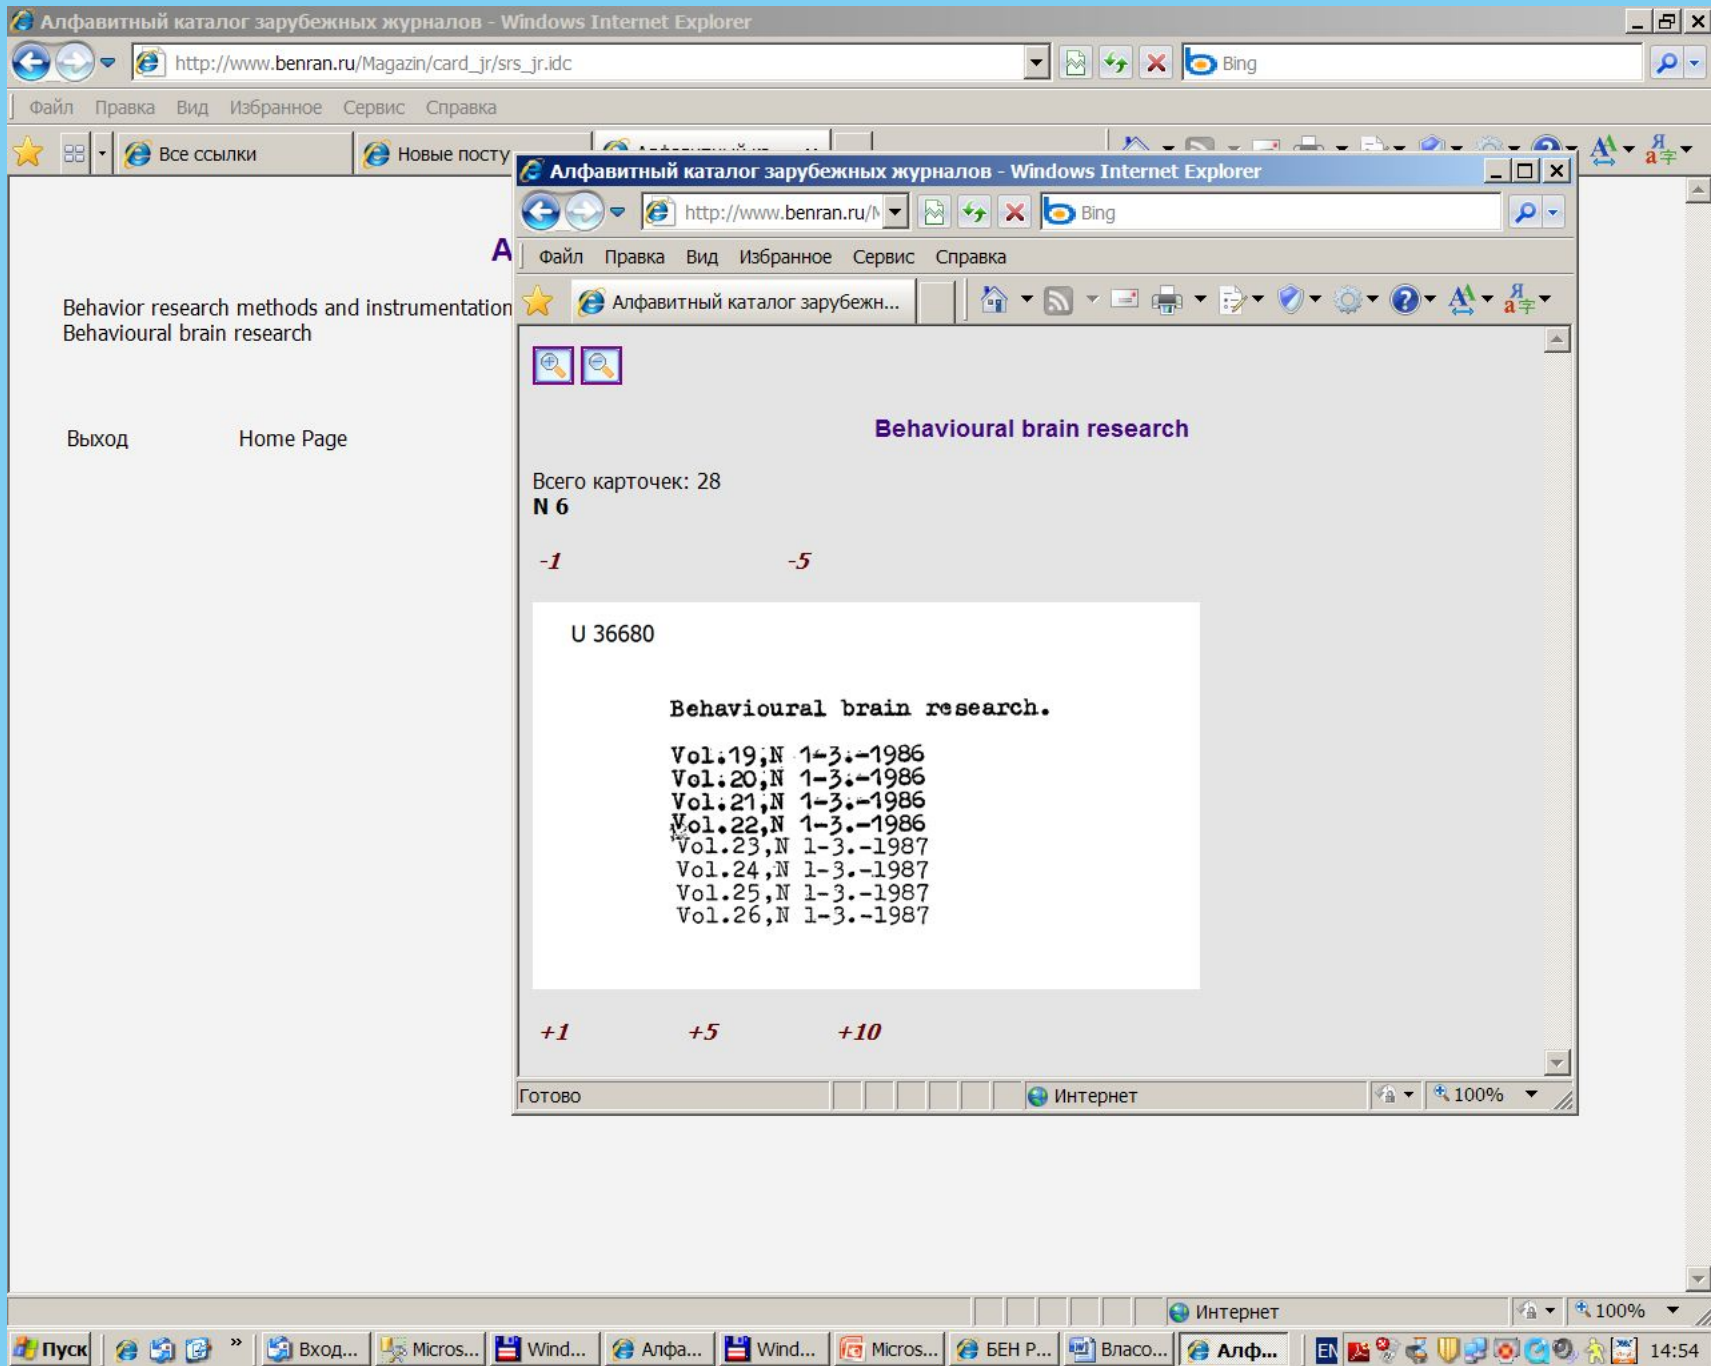 Алфавитный каталог зарубежных журналов - Windows Internet Explorer
http://www.benran.ru/Magazin/card_jr/srs_jr.idc
Bing
Файл Правка Вид Избранное Сервис Справка
Все ссылки
Новые посту
A
Behavior research methods and instrumentation
Behavioural brain research
Выход Home Page
Алфавитный каталог зарубежных журналов - Windows Internet Explorer
http://www.benran.ru/М
Bing
Файл Правка Вид Избранное Сервис Справка
Алфавитный каталог зарубежн...
Behavioural brain research
Всего карточек: 28
N 6
-1 -5
U 36680
Behavioural brain research.
Vol.19,N 1-3.-1986
Vol.20,N 1-3.-1986
Vol.21,N 1-3.-1986
Vol.22,N 1-3.-1986
Vol.23,N 1-3.-1987
Vol.24,N 1-3.-1987
Vol.25,N 1-3.-1987
Vol.26,N 1-3.-1987
+1 +5 +10
Готово Интернет 100%
Интернет 100%
Пуск » Вход... Micros... Wind... Алфа... Wind... Micros... БЕН Р... Власо... Алф... EN 14:54